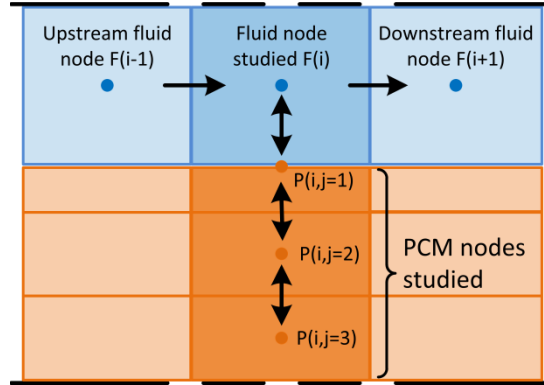 Upstream fluid
node F(i-1)
Fluid node
studied F(i)
Downstream fluid
node F(i+1)
P(i,j=1)
P(i,j=2)
P(i,j=3)
PCM nodes
studied